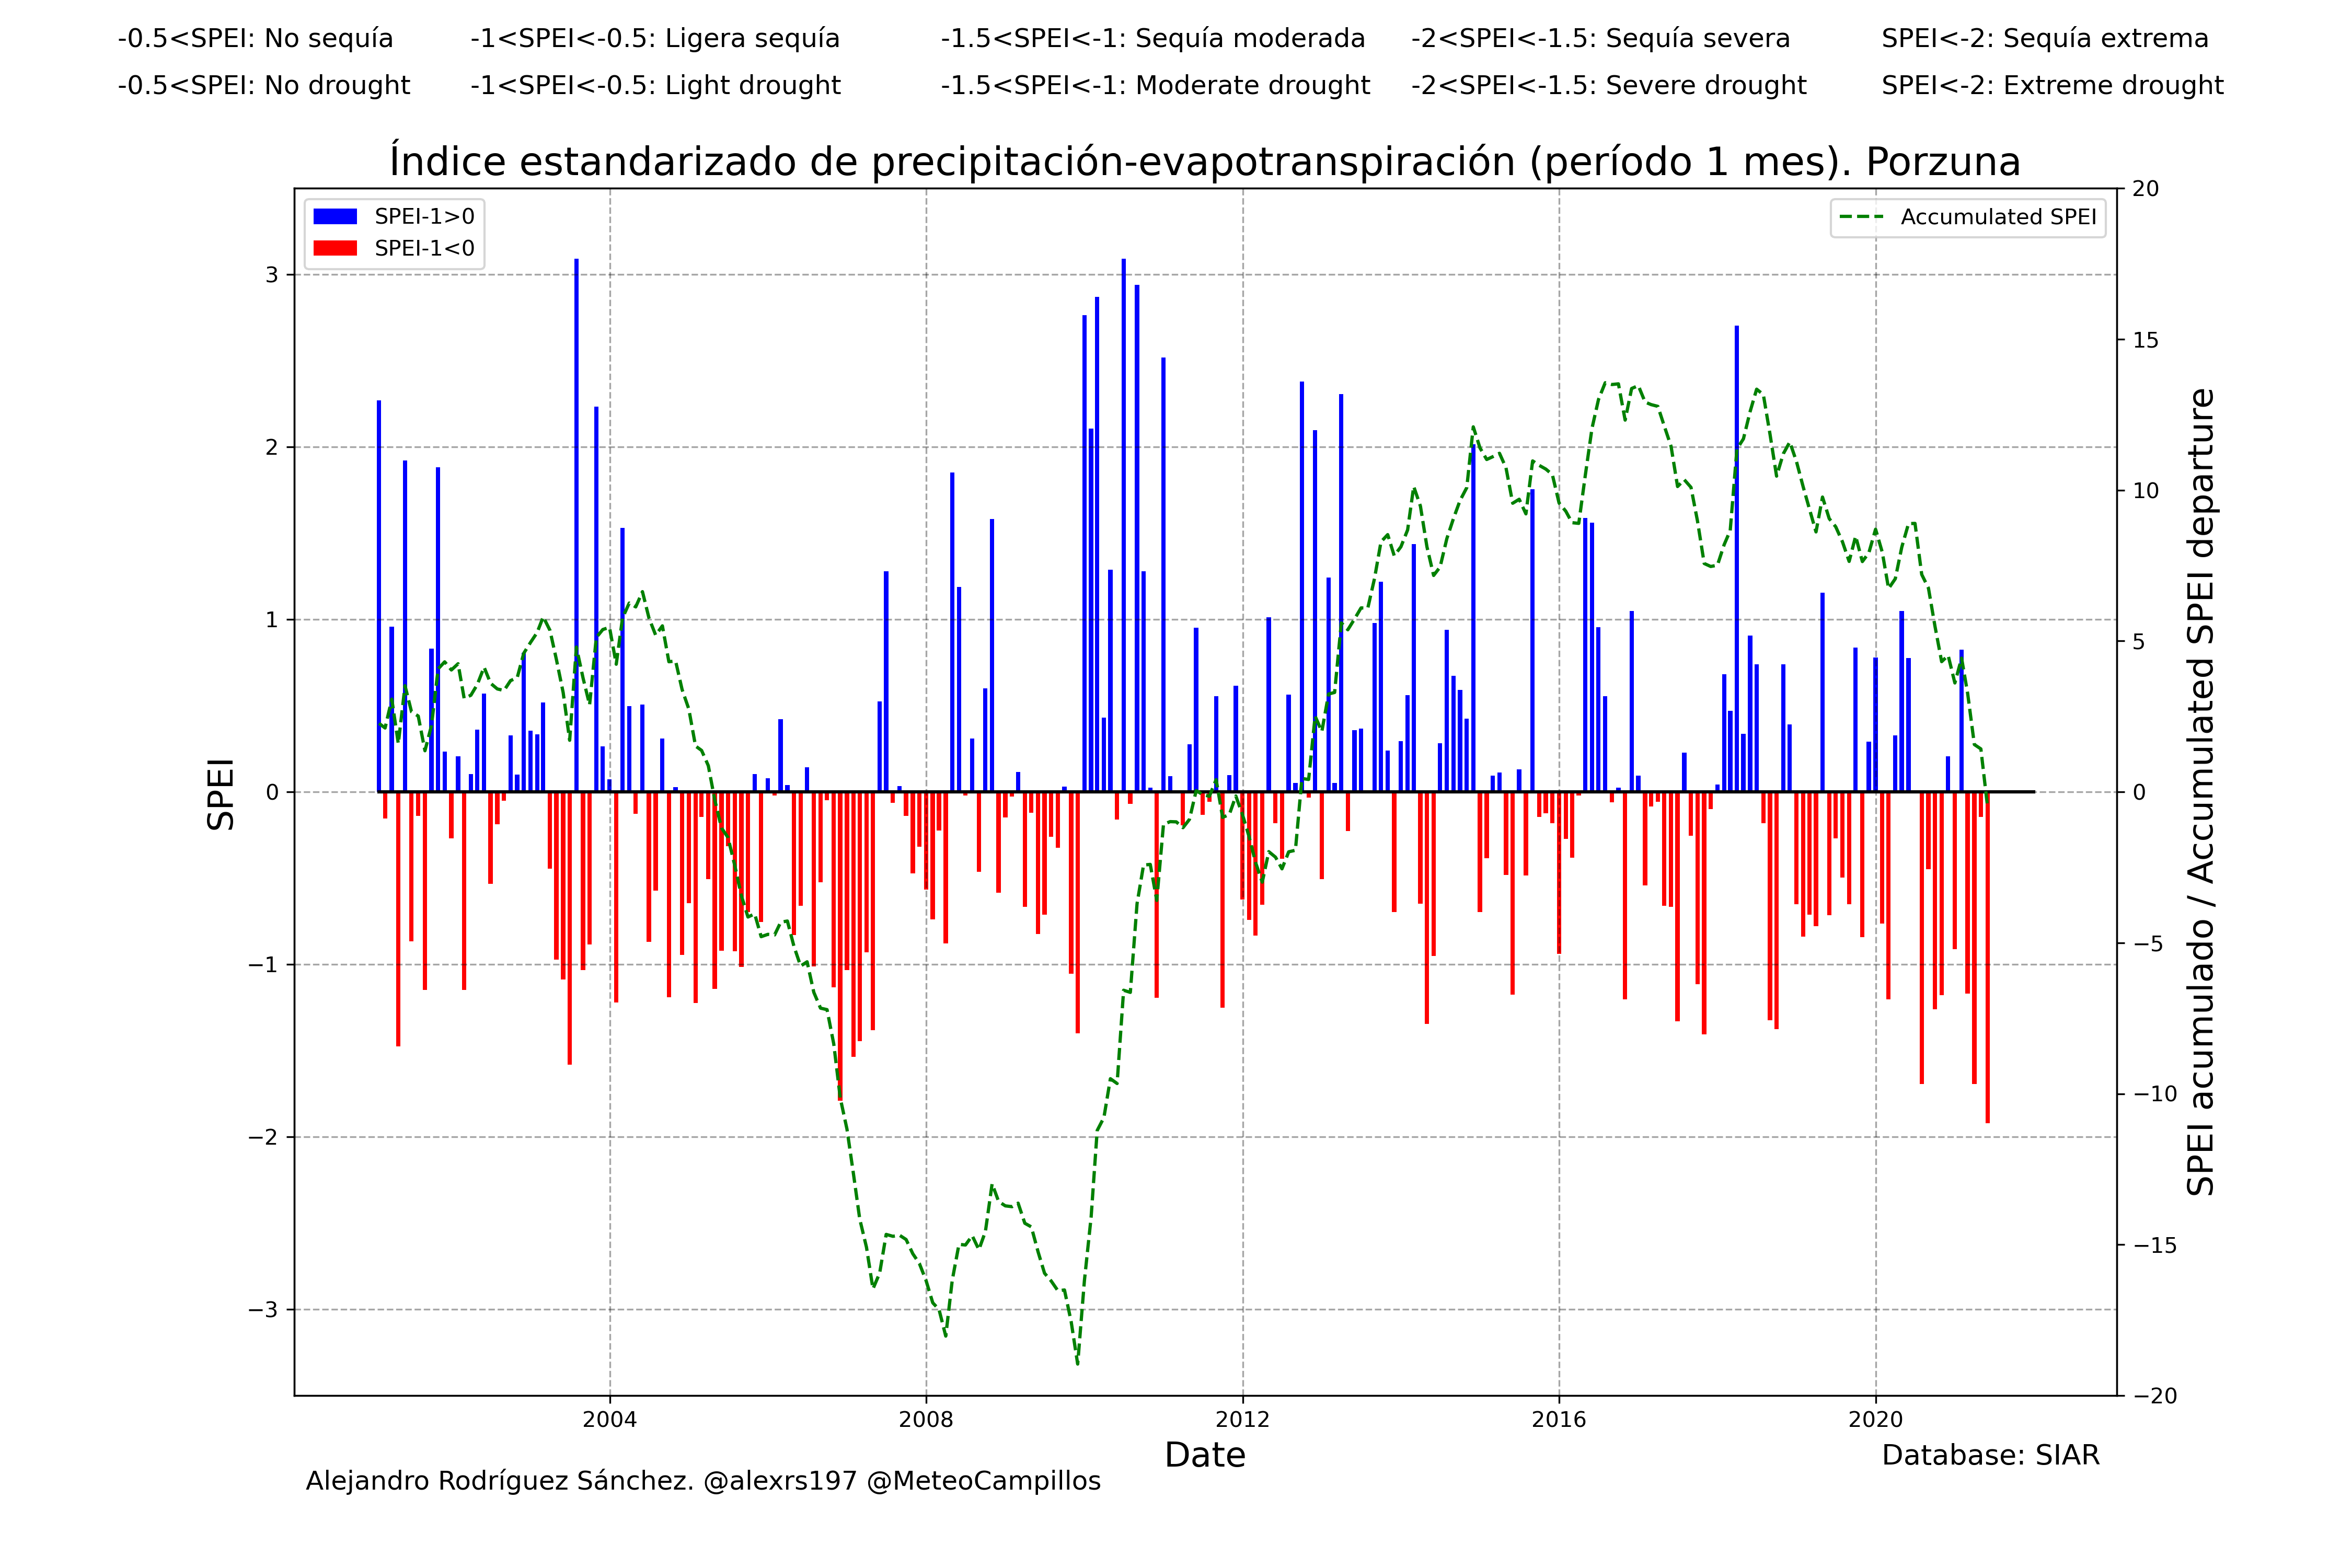 -0.5<SPEI: No sequía -1<SPEI<-0.5: Ligera sequía -1.5<SPEI<-1: Sequía moderada -2<SPEI<-1.5: Sequía severa SPEI<-2: Sequía extrema
-0.5<SPEI: No drought -1<SPEI<-0.5: Light drought -1.5<SPEI<-1: Moderate drought -2<SPEI<-1.5: Severe drought SPEI<-2: Extreme drought
Índice estandarizado de precipitación-evapotranspiración (período 1 mes). Porzuna
SPEI-1>0
SPEI-1<0
Accumulated SPEI
SPEI
3
2
1
0
−1
−2
−3
20
15
10
5
0
−5
−10
−15
−20
SPEI acumulado / Accumulated SPEI departure
2004 2008 2012 2016 2020
Date
Database: SIAR
Alejandro Rodríguez Sánchez. @alexrs197 @MeteoCampillos